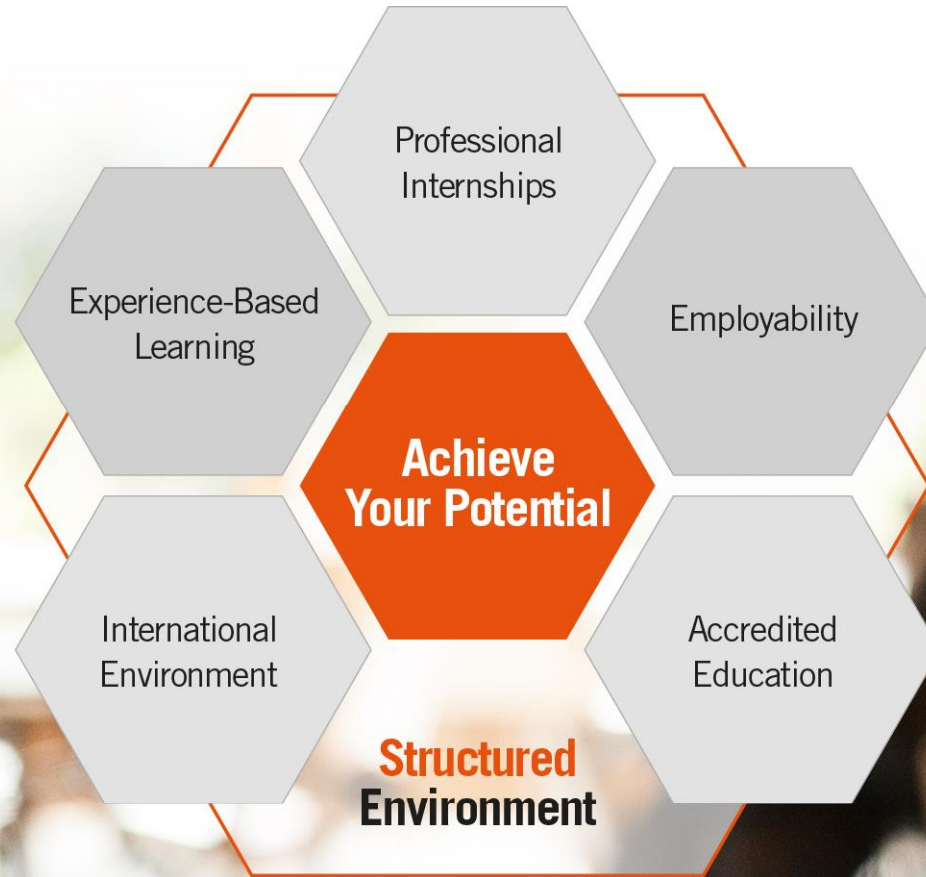 Professional
Internships
Experience-Based
Learning
Employability
Achieve
Your Potential
International
Environment
Accredited
Education
Structured
Environment